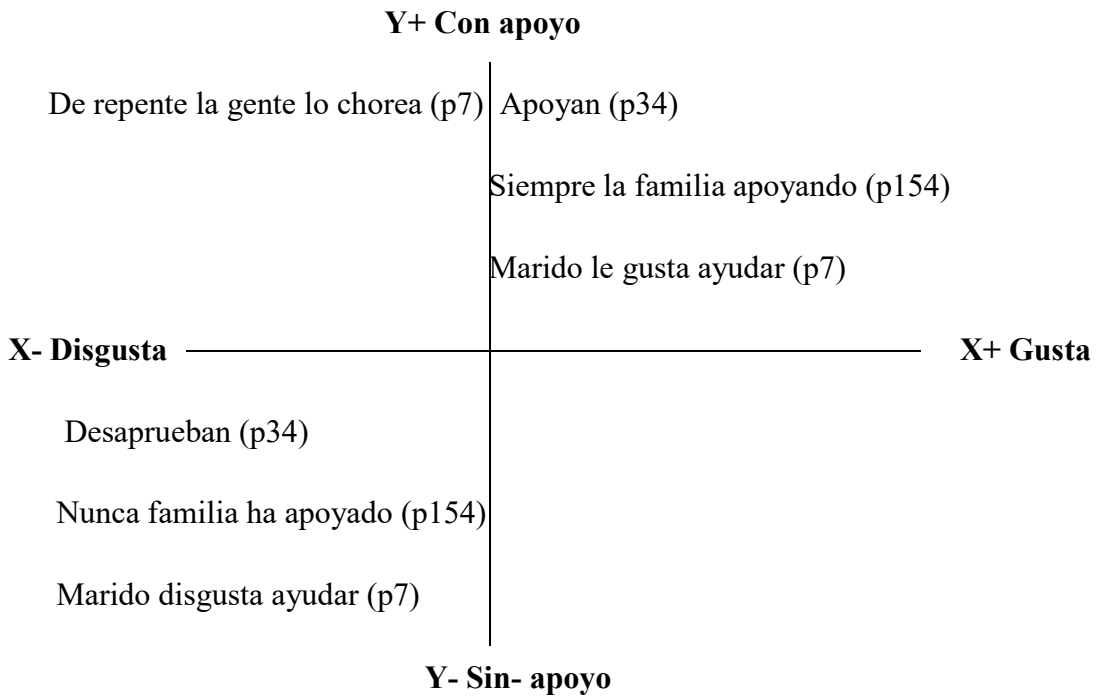 Y+ Con apoyo
De repente la gente lo chorea (p7)
Apoyan (p34)
Siempre la familia apoyando (p154)
Marido le gusta ayudar (p7)
X- Disgusta
X+ Gusta
Desaprueban (p34)
Nunca familia ha apoyado (p154)
Marido disgusta ayudar (p7)
Y- Sin- apoyo